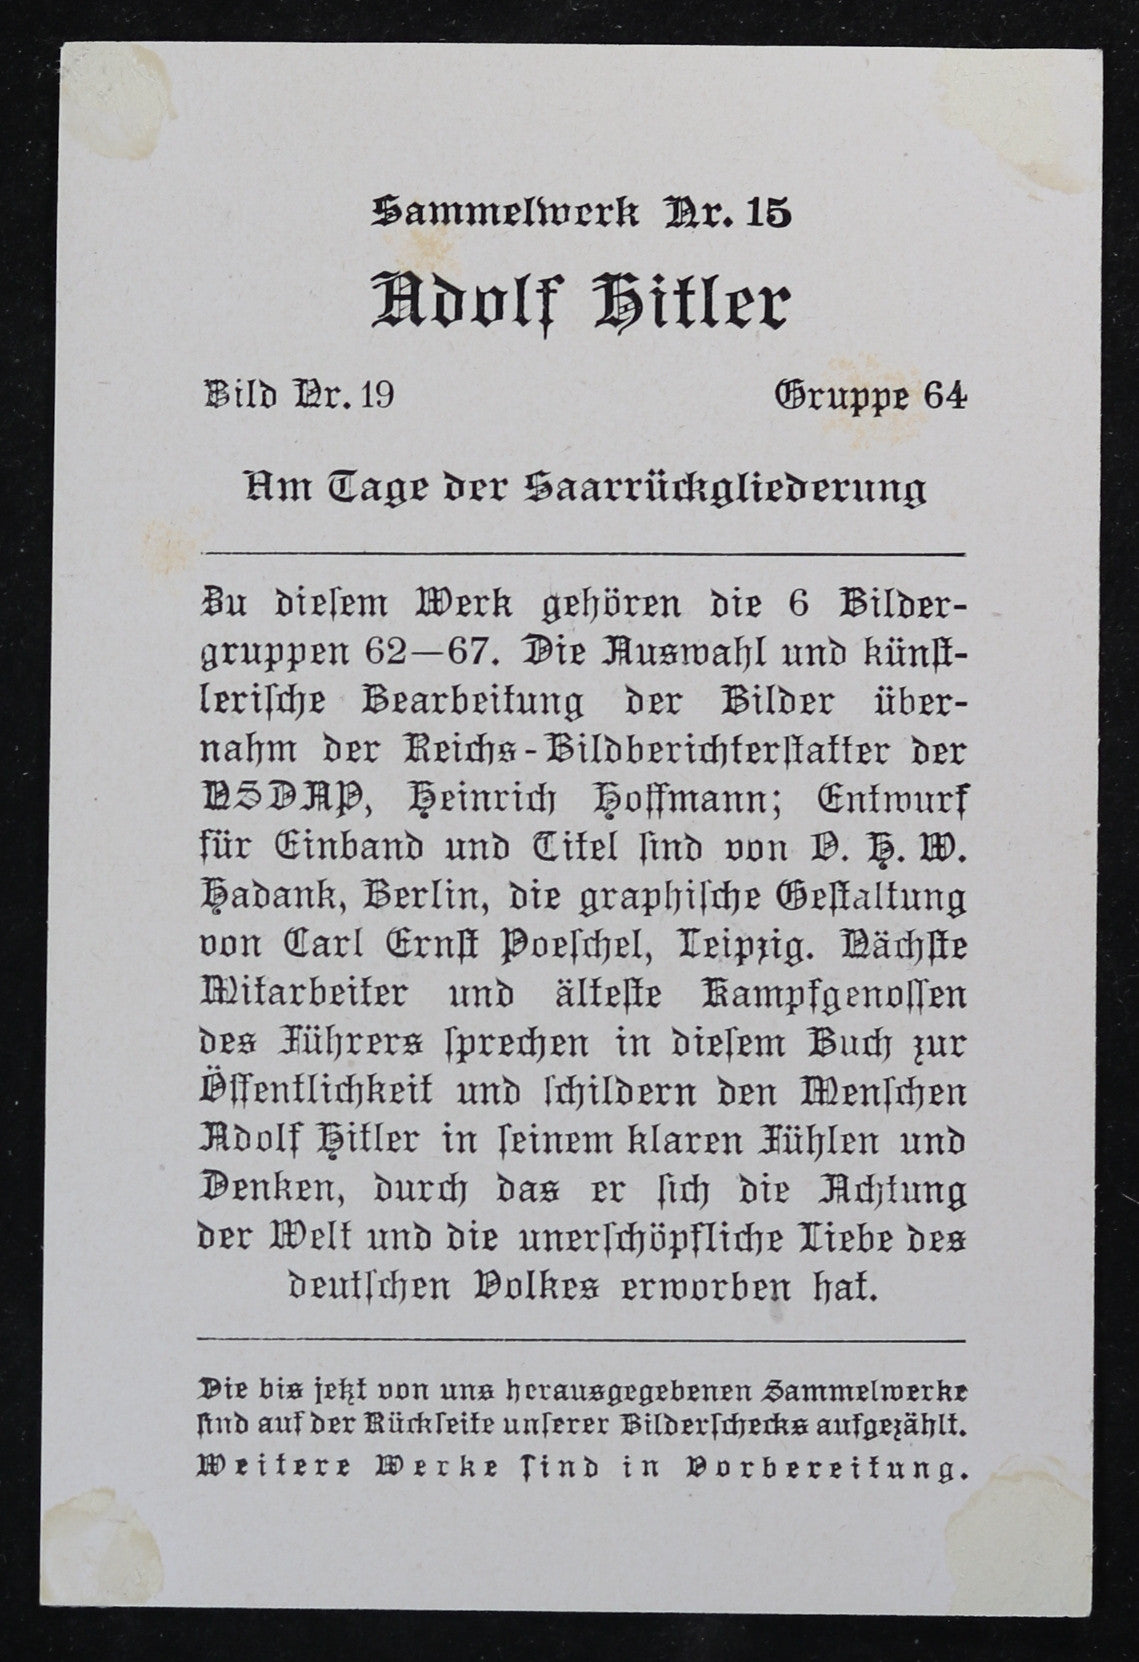 Sammelwerk Nr. 15
Adolf Hitler
Bild Nr. 19 Gruppe 64
Am Tage der Saarrückgliederung
Zu dieſem Werk gehören die 6 Bilder-
gruppen 62—67. Die Auswahl und künſt-
leriſche Bearbeitung der Bilder über-
nahm der Reichs-Bildberichterſtatter der
NSDAP, Heinrich Hoffmann; Entwurf
für Einband und Titel ſind von O. H. W.
Hadank, Berlin, die graphiſche Geſtaltung
von Carl Ernſt Poeſchel, Leipzig. Nächſte
Mitarbeiter und älteſte Kampfgenoſſen
des Führers ſprechen in dieſem Buch zur
Öffentlichkeit und ſchildern den Menſchen
Adolf Hitler in ſeinem klaren Fühlen und
Denken, durch das er ſich die Achtung
der Welt und die unerſchöpfliche Liebe des
deutſchen Volkes erworben hat.
Die bis jetzt von uns herausgegebenen Sammelwerke
ſind auf der Rückſeite unſerer Bilderſchecks aufgezählt.
Weitere Werke ſind in Vorbereitung.